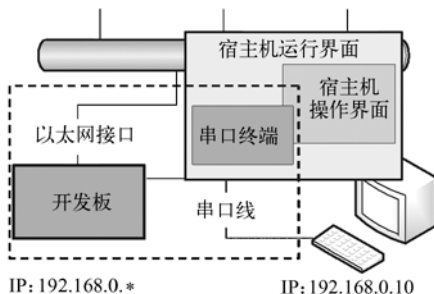 宿主机运行界面
宿主机
操作界面
以太网接口
串口终端
开发板
串口线
IP: 192.168.0.*
IP: 192.168.0.10